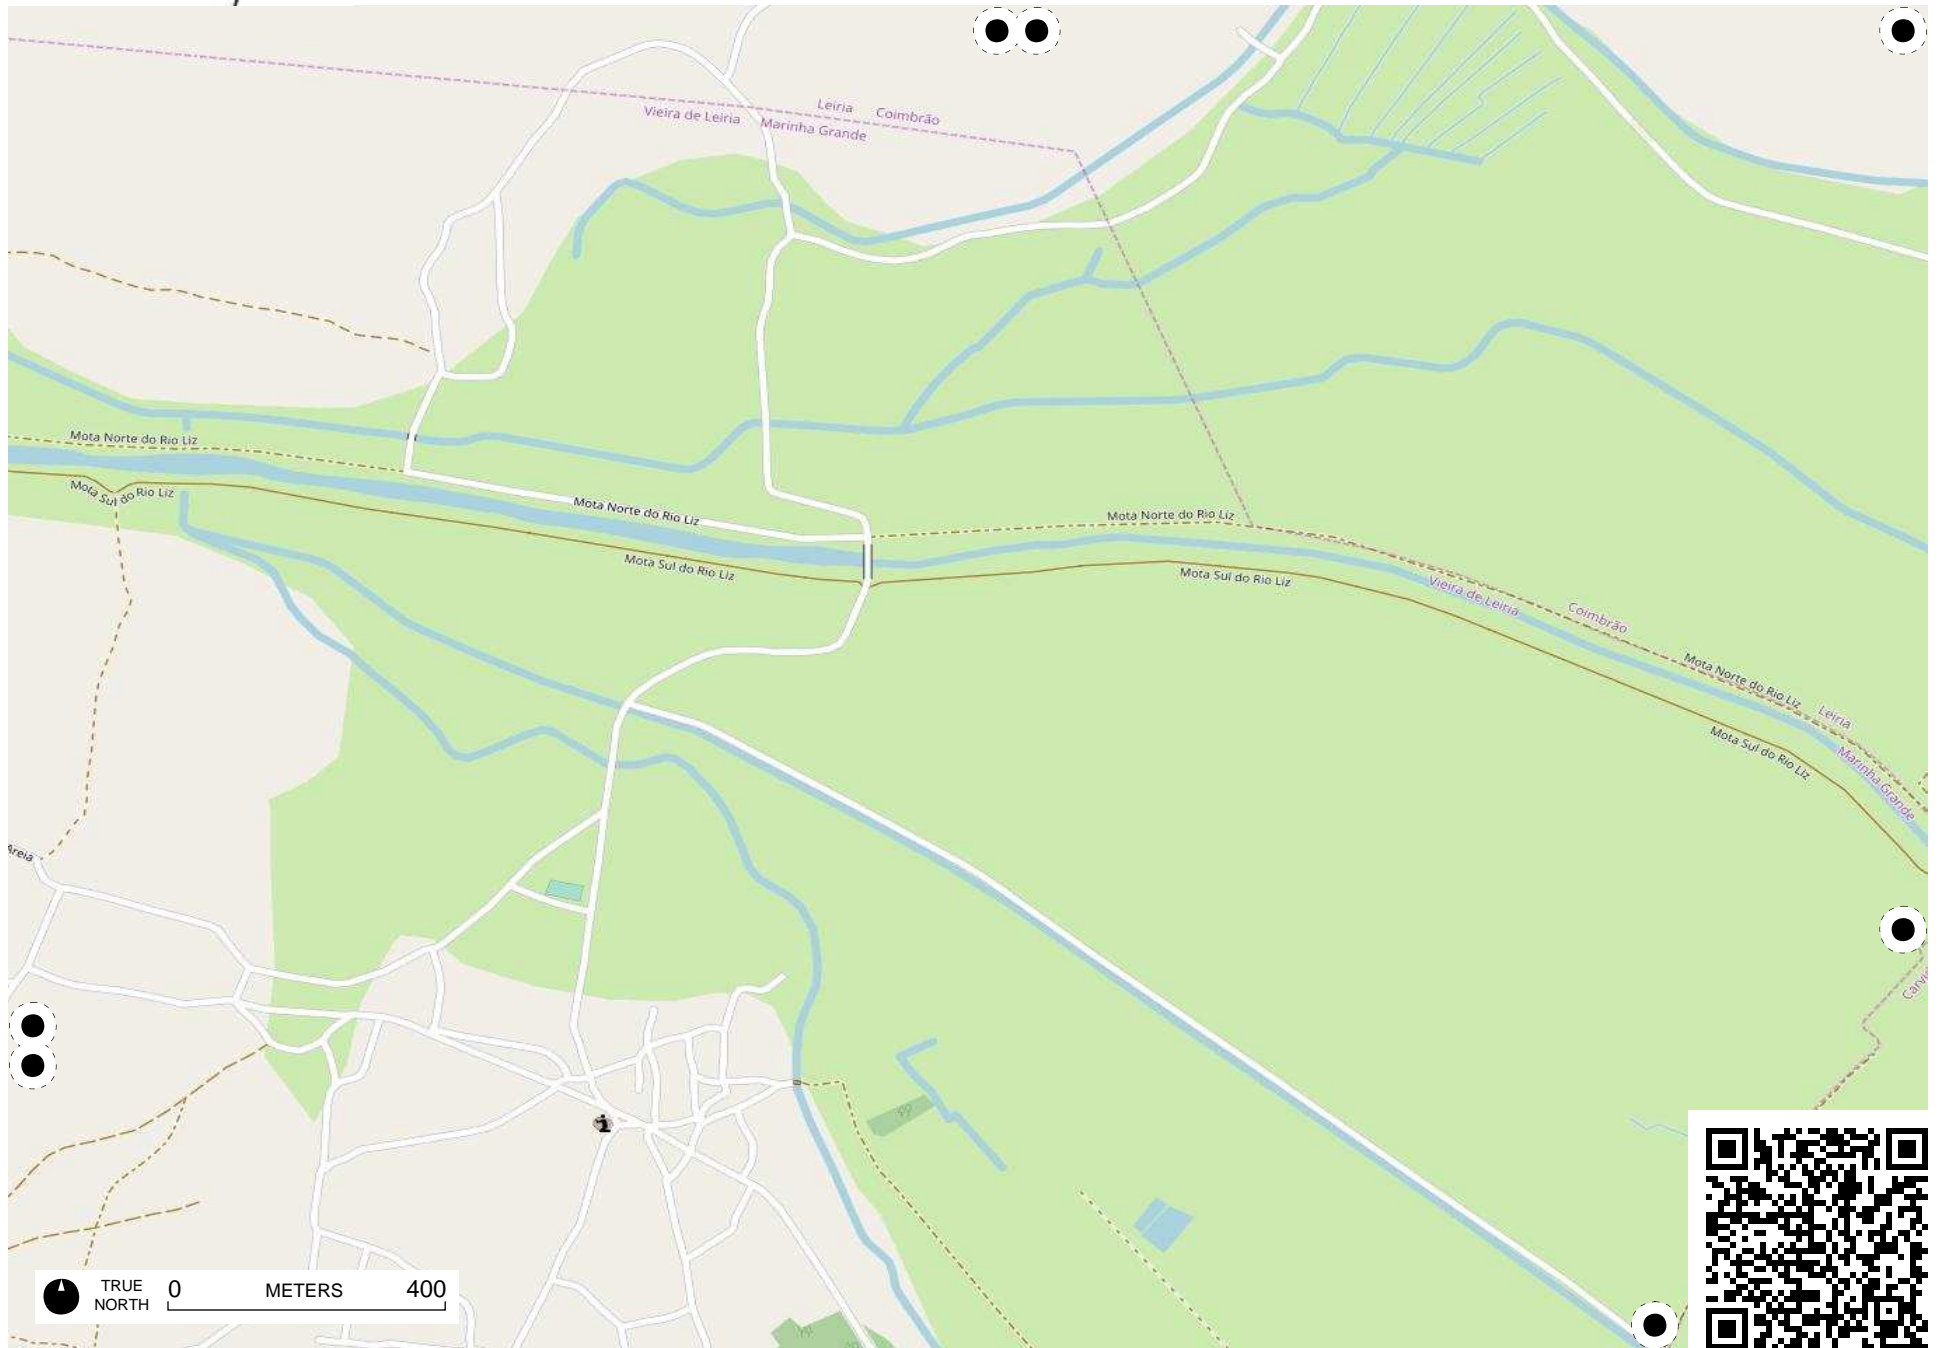 Leiria Coimbrão
Vieira de Leiria Marinha Grande
Mota Norte do Rio Liz
Mota Sul do Rio Liz
Mota Norte do Rio Liz
Mota Sul do Rio Liz
Mota Norte do Rio Liz
Mota Sul do Rio Liz
Vieira de Leiria
Coimbrão
Mota Norte do Rio Liz
Leiria
Mota Sul do Rio Liz
Marinha Grande
Areia
TRUE
NORTH
0 METERS 400